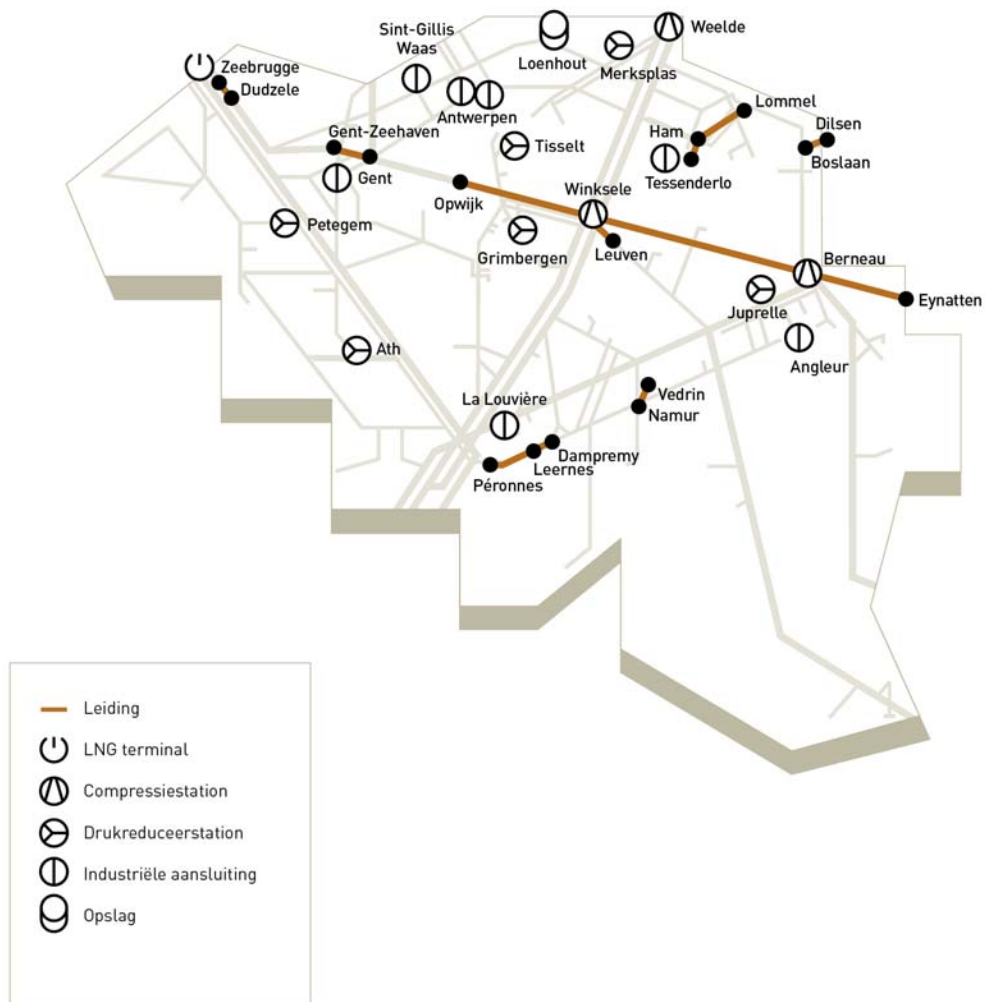 Weelde
Sint-Gillis
Waas
Loenhout
Merksplas
Zeebrugge
Dudzele
Antwerpen
Lommel
Gent-Zeehaven
Ham
Dilsen
Tisselt
Boslaan
Gent
Tessenderlo
Opwijk
Winksele
Petegem
Grimbergen
Leuven
Berneau
Eynatten
Juprelle
Ath
Angleur
La Louvière
Vedrin
Namur
Dampremy
Leernes
Péronnes
Leiding
LNG terminal
Compressiestation
Drukreduceerstation
Industriële aansluiting
Opslag